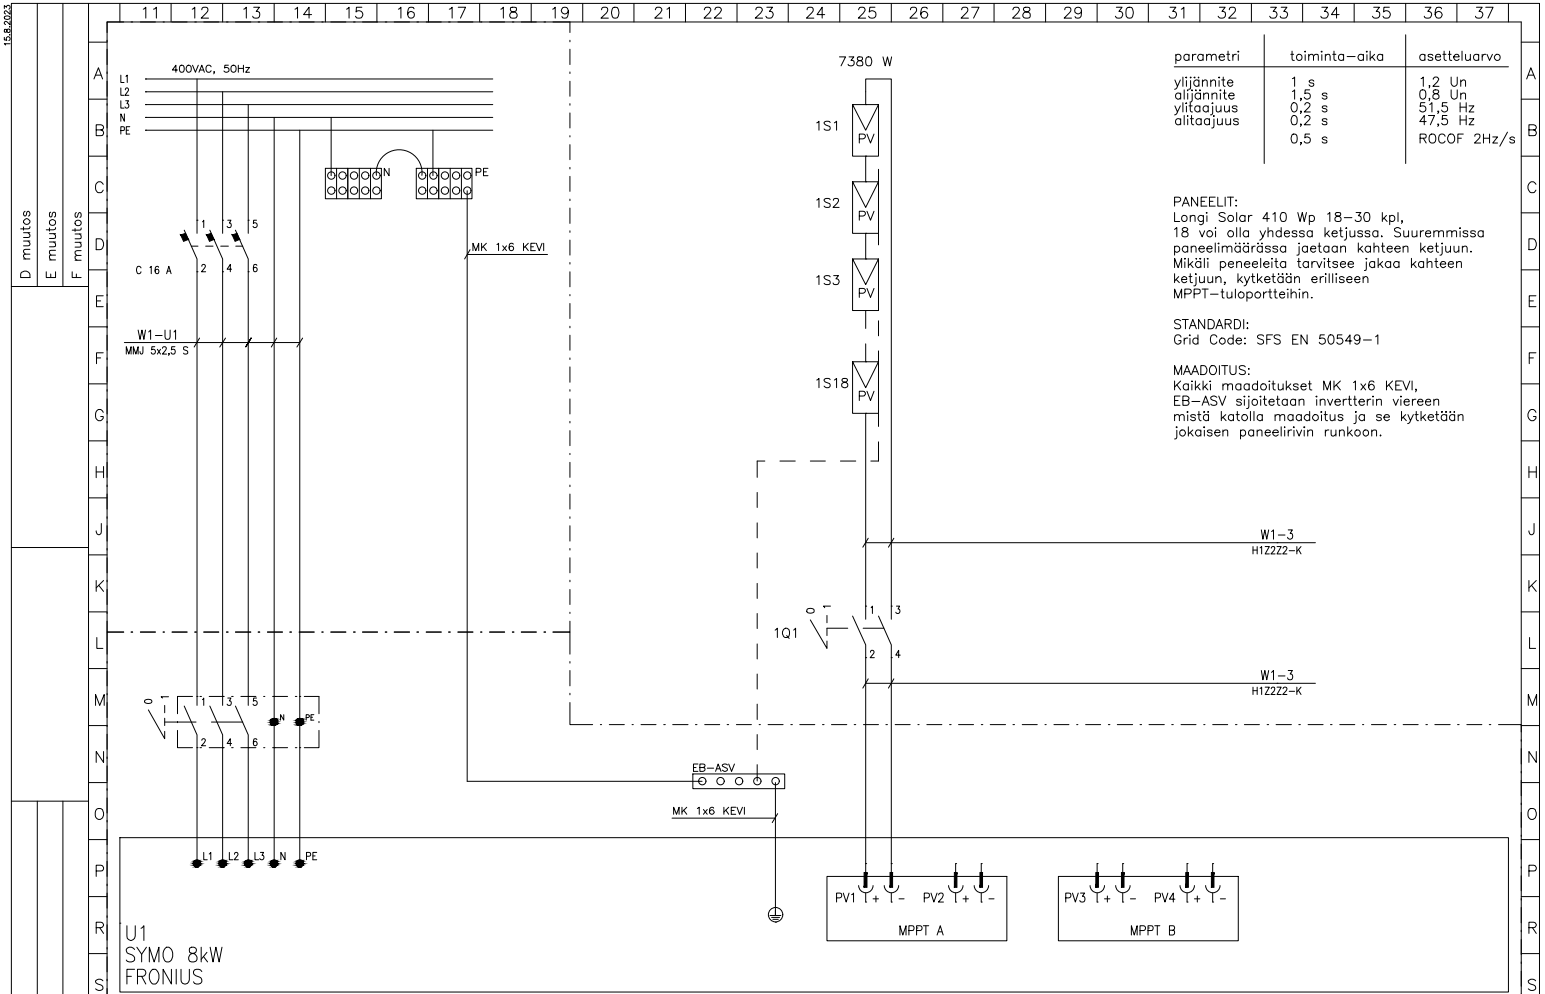 15.8.2023
D muutos
E muutos
F muutos
11 12 13 14 15 16 17 18 19 20 21 22 23 24 25 26 27 28 29 30 31 32 33 34 35 36 37
A
B
C
D
E
F
G
H
J
K
L
M
N
O
P
R
S
400VAC, 50Hz
L1
L2
L3
N
PE
N
PE
1 3 5
2 4 6
C 16 A
MK 1x6 KEVI
W1-U1
MMJ 5x2,5 S
0 1
1 3 5
N PE
2 4 6
L1 L2 L3 N PE
U1
SYMO 8kW
FRONIUS
EB-ASV
MK 1x6 KEVI
7380 W
1S1
PV
1S2
PV
1S3
PV
1S18
PV
W1-3
H1Z2Z2-K
0 1
1 3
1Q1
2 4
W1-3
H1Z2Z2-K
PV1 + - PV2 + -
MPPT A
PV3 + - PV4 + -
MPPT B
parametri toiminta-aika asetteluarvo
ylijännite 1 s 1,2 Un
alijännite 1,5 s 0,8 Un
ylitaajuus 0,2 s 51,5 Hz
alitaajuus 0,2 s 47,5 Hz
0,5 s ROCOF 2Hz/s
PANEELIT:
Longi Solar 410 Wp 18-30 kpl,
18 voi olla yhdessa ketjussa. Suuremmissa
paneelimäärässa jaetaan kahteen ketjuun.
Mikäli peneeleita tarvitsee jakaa kahteen
ketjuun, kytketään erilliseen
MPPT-tuloportteihin.
STANDARDI:
Grid Code: SFS EN 50549-1
MAADOITUS:
Kaikki maadoitukset MK 1x6 KEVI,
EB-ASV sijoitetaan invertterin viereen
mistä katolla maadoitus ja se kytketään
jokaisen paneelirivin runkoon.
A
B
C
D
E
F
G
H
J
K
L
M
N
O
P
R
S